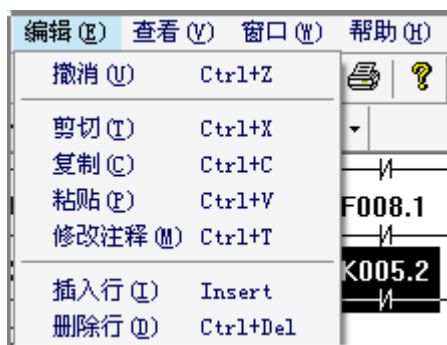 编辑(E) 查看(V) 窗口(W) 帮助(H)
撤消(U) Ctrl+Z
剪切(T) Ctrl+X
复制(C) Ctrl+C
粘贴(P) Ctrl+V
F008.1
修改注释(M) Ctrl+T
K005.2
插入行(I) Insert
删除行(D) Ctrl+Del